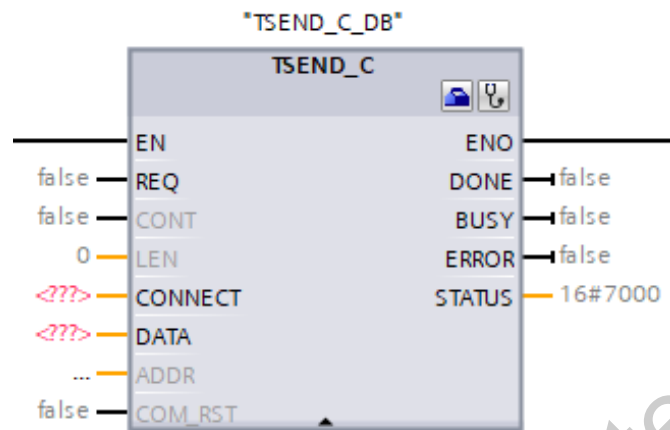 "TSEND_C_DB"
TSEND_C
EN ENO
false REQ DONE false
false CONT BUSY false
0 LEN ERROR false
<???> CONNECT STATUS 16#7000
<???> DATA
... ADDR
false COM_RST